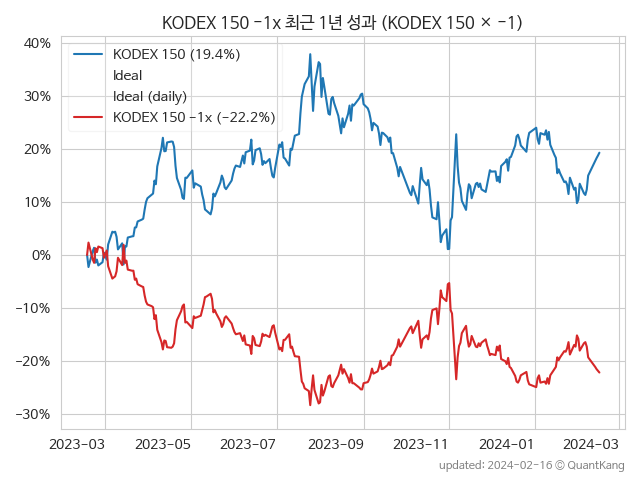 KODEX 150 -1x 최근 1년 성과 (KODEX 150 × -1)
40%
30%
20%
10%
0%
-10%
-20%
-30%
KODEX 150 (19.4%)
Ideal
Ideal (daily)
KODEX 150 -1x (-22.2%)
2023-03
2023-05
2023-07
2023-09
2023-11
2024-01
2024-03
updated: 2024-02-16 © QuantKang